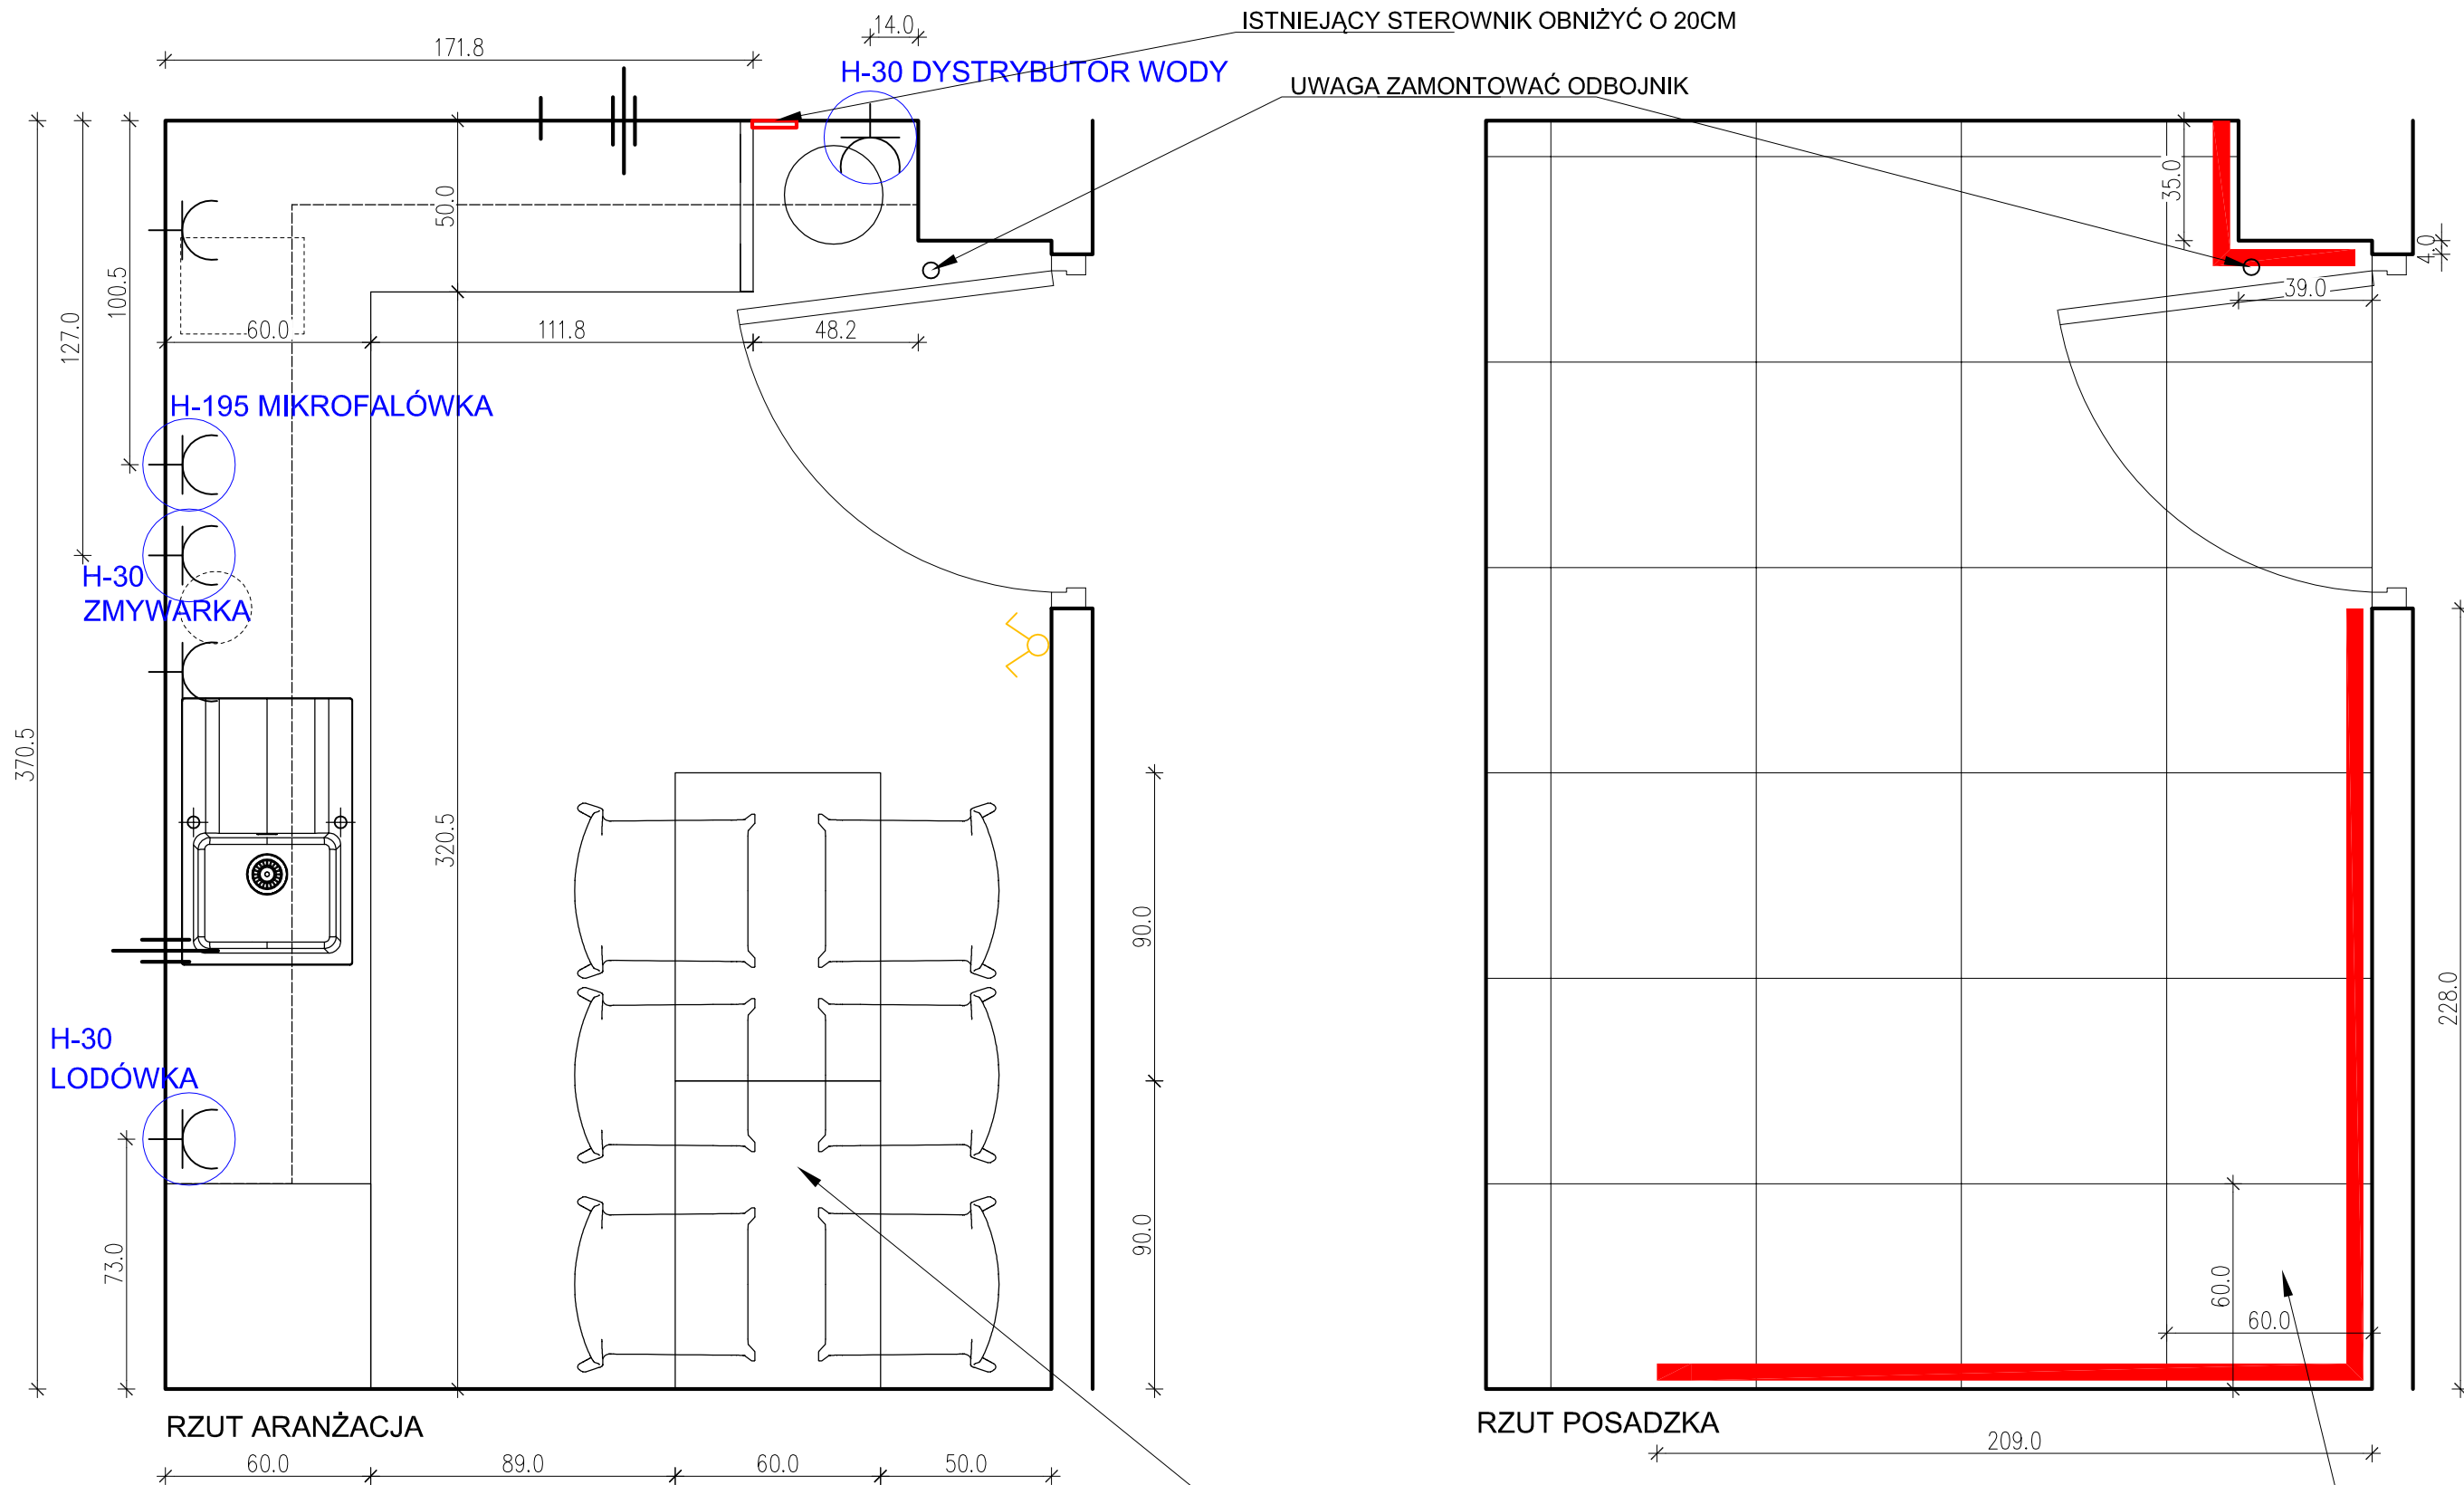 ISTNIEJĄCY STEROWNIK OBNIŻYĆ O 20CM
14.0
171.8
H-30 DYSTRYBUTOR WODY
UWAGA ZAMONTOWAĆ ODBOJNIK
50.0
35.0
4.0
39.0
100.5
127.0
60.0
111.8
48.2
H-195 MIKROFALÓWKA
H-30
ZMYWARKA
370.5
320.5
90.0
228.0
H-30
LODÓWKA
73.0
90.0
60.0
60.0
RZUT ARANŻACJA
RZUT POSADZKA
60.0
89.0
60.0
50.0
209.0